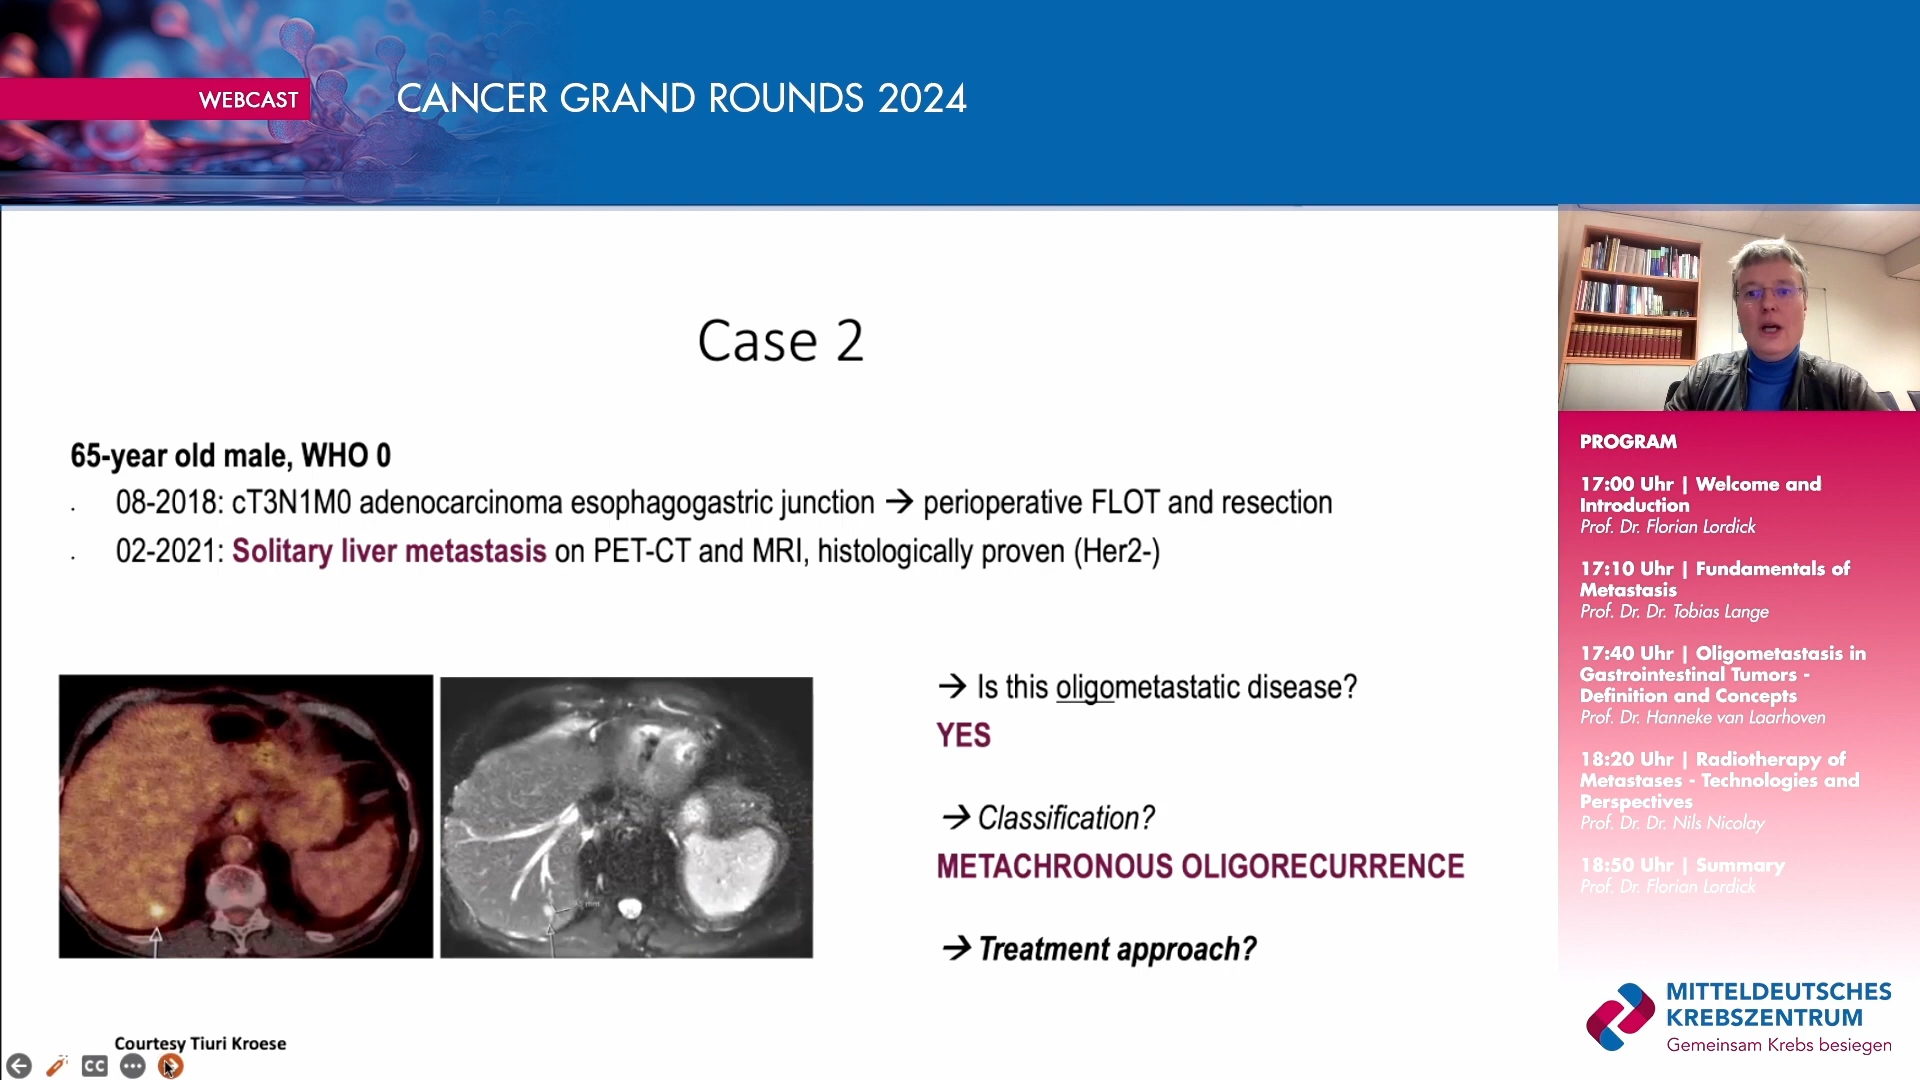 WEBCAST
CANCER GRAND ROUNDS 2024
Case 2
65-year old male, WHO 0
· 08-2018: cT3N1M0 adenocarcinoma esophagogastric junction → perioperative FLOT and resection
· 02-2021: Solitary liver metastasis on PET-CT and MRI, histologically proven (Her2-)
→ Is this oligometastatic disease?
YES
→ Classification?
METACHRONOUS OLIGORECURRENCE
→ Treatment approach?
Courtesy Tiuri Kroese
CC
PROGRAM
17:00 Uhr | Welcome and
Introduction
Prof. Dr. Florian Lordick
17:10 Uhr | Fundamentals of
Metastasis
Prof. Dr. Dr. Tobias Lange
17:40 Uhr | Oligometastasis in
Gastrointestinal Tumors -
Definition and Concepts
Prof. Dr. Hanneke van Laarhoven
18:20 Uhr | Radiotherapy of
Metastases - Technologies and
Perspectives
Prof. Dr. Dr. Nils Nicolay
18:50 Uhr | Summary
Prof. Dr. Florian Lordick
MITTELDEUTSCHES
KREBSZENTRUM
Gemeinsam Krebs besiegen